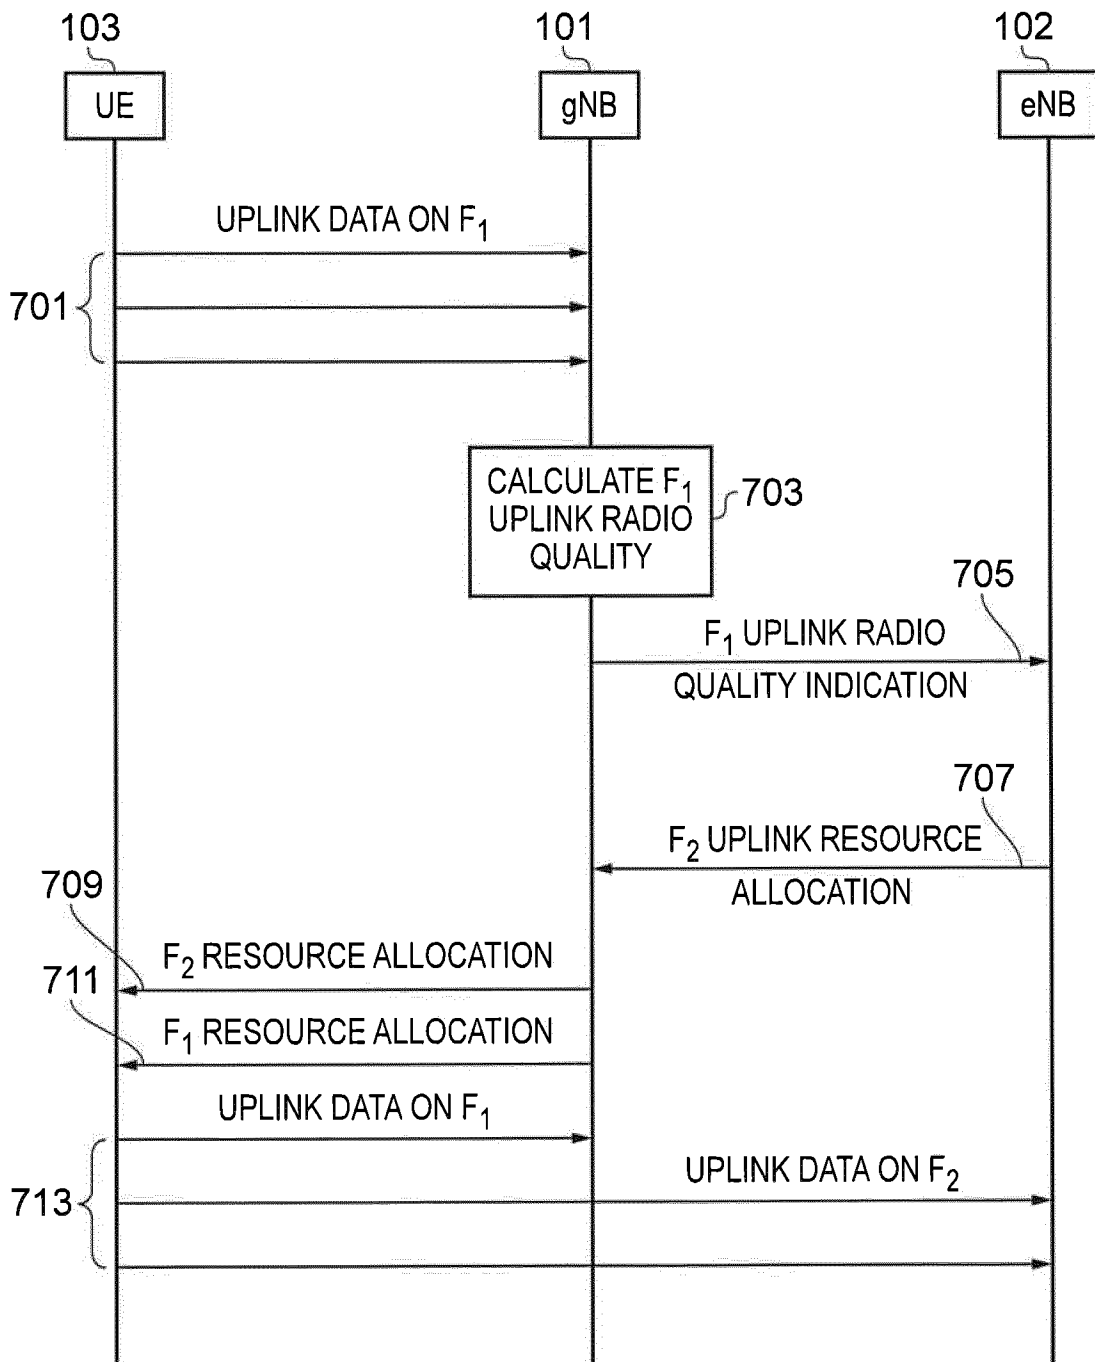 103
101
102
UE
gNB
eNB
UPLINK DATA ON F1
701
CALCULATE F1
UPLINK RADIO
QUALITY
703
705
F1 UPLINK RADIO
QUALITY INDICATION
707
F2 UPLINK RESOURCE
ALLOCATION
709
F2 RESOURCE ALLOCATION
711
F1 RESOURCE ALLOCATION
UPLINK DATA ON F1
UPLINK DATA ON F2
713